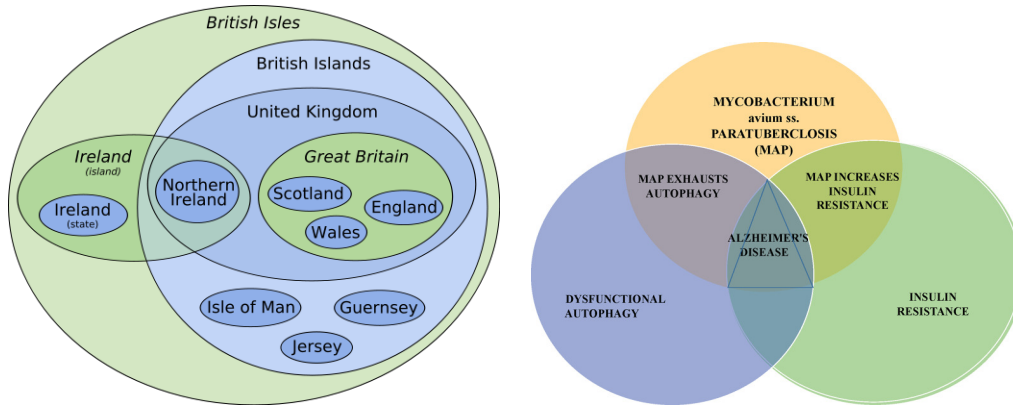 British Isles
British Islands
United Kingdom
Ireland
(island)
Great Britain
Northern
Ireland
Scotland
England
Ireland
(state)
Wales
Isle of Man
Guernsey
Jersey
MYCOBACTERIUM
avium ss.
PARATUBERCLOSIS
(MAP)
MAP EXHAUSTS
AUTOPHAGY
MAP INCREASES
INSULIN
RESISTANCE
ALZHEIMER'S
DISEASE
DYSFUNCTIONAL
AUTOPHAGY
INSULIN
RESISTANCE